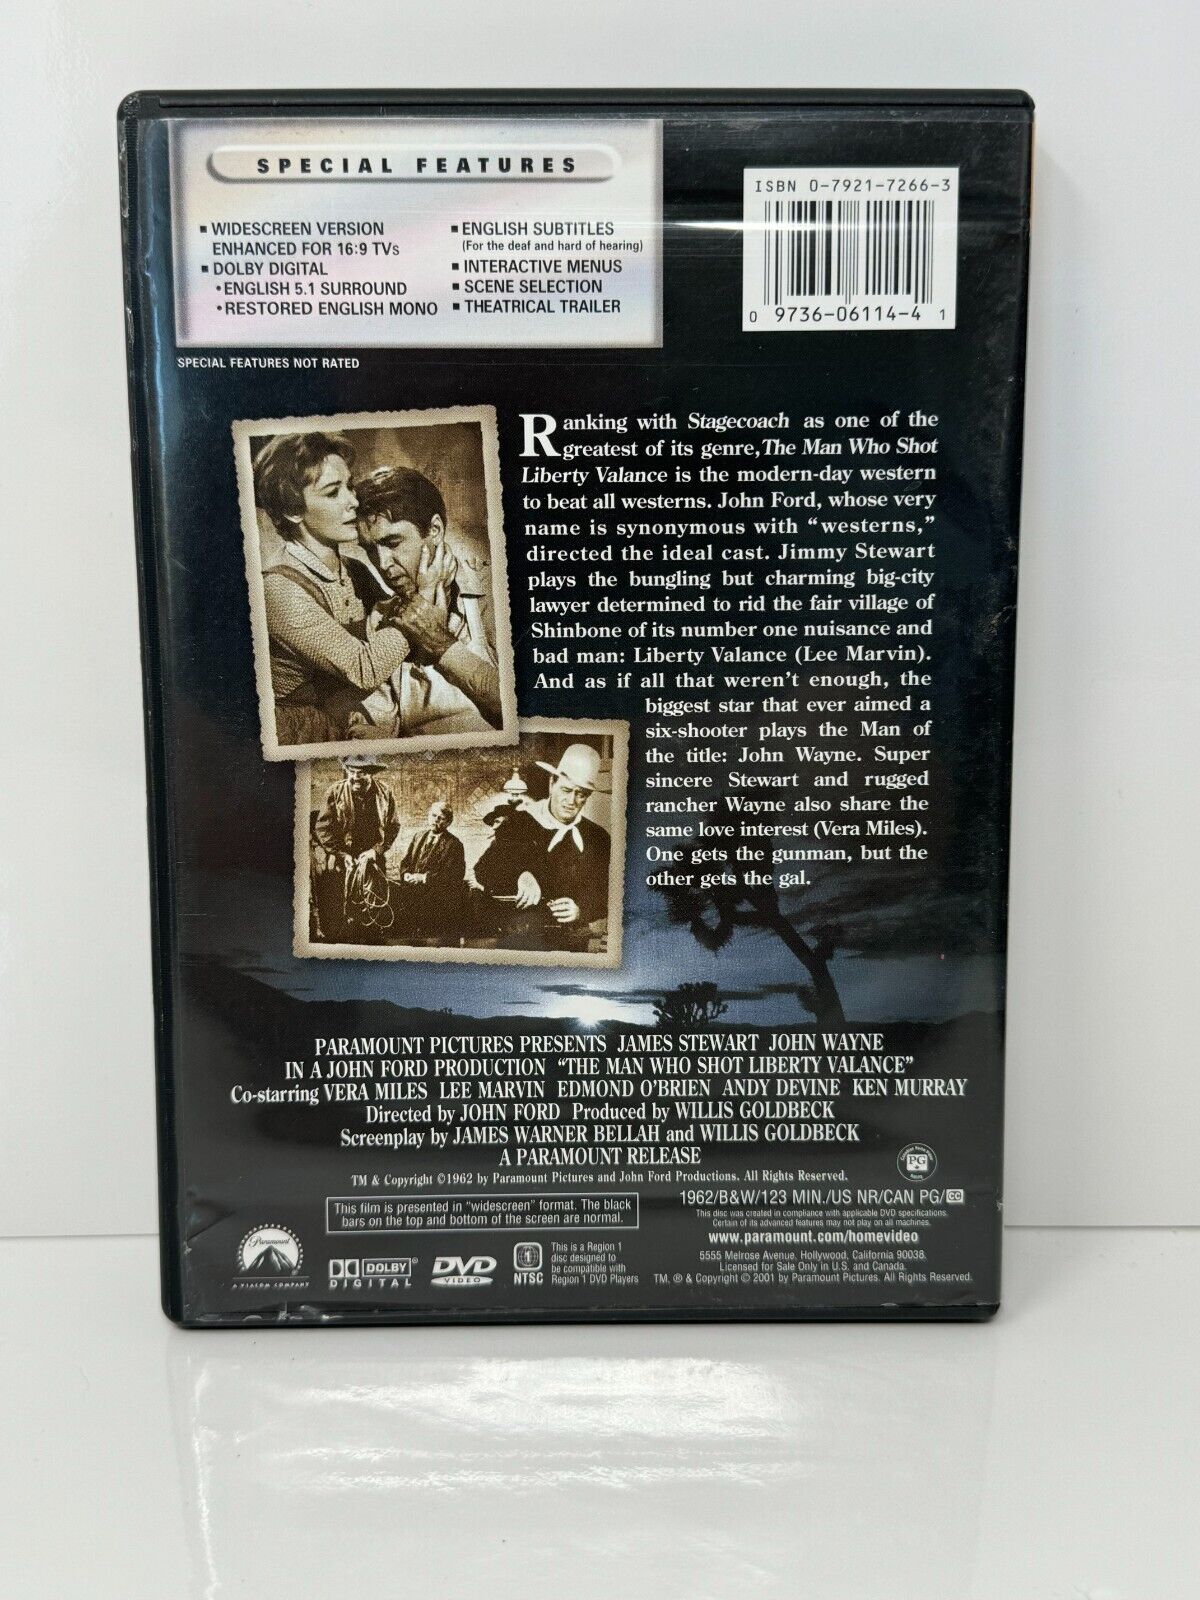 SPECIAL FEATURES
▪ WIDESCREEN VERSION
ENHANCED FOR 16:9 TVs
▪ DOLBY DIGITAL
•ENGLISH 5.1 SURROUND
•RESTORED ENGLISH MONO
▪ ENGLISH SUBTITLES
(For the deaf and hard of hearing)
▪ INTERACTIVE MENUS
▪ SCENE SELECTION
▪ THEATRICAL TRAILER
SPECIAL FEATURES NOT RATED
ISBN 0-7921-7266-3
0 9736-06114-4 1
Ranking with Stagecoach as one of the
greatest of its genre, The Man Who Shot
Liberty Valance is the modern-day western
to beat all westerns. John Ford, whose very
name is synonymous with “westerns,”
directed the ideal cast. Jimmy Stewart
plays the bungling but charming big-city
lawyer determined to rid the fair village of
Shinbone of its number one nuisance and
bad man: Liberty Valance (Lee Marvin).
And as if all that weren’t enough, the
biggest star that ever aimed a
six-shooter plays the Man of
the title: John Wayne. Super
sincere Stewart and rugged
rancher Wayne also share the
same love interest (Vera Miles).
One gets the gunman, but the
other gets the gal.
PARAMOUNT PICTURES PRESENTS JAMES STEWART JOHN WAYNE
IN A JOHN FORD PRODUCTION “THE MAN WHO SHOT LIBERTY VALANCE”
Co-starring VERA MILES LEE MARVIN EDMOND O’BRIEN ANDY DEVINE KEN MURRAY
Directed by JOHN FORD Produced by WILLIS GOLDBECK
Screenplay by JAMES WARNER BELLAH and WILLIS GOLDBECK
A PARAMOUNT RELEASE
TM & Copyright ©1962 by Paramount Pictures and John Ford Productions. All Rights Reserved.
PG
This film is presented in “widescreen” format. The black
bars on the top and bottom of the screen are normal.
1962/B&W/123 MIN./US NR/CAN PG/CC
This disc was created in compliance with applicable DVD specifications.
Certain of its advanced features may not play on all machines.
www.paramount.com/homevideo
5555 Melrose Avenue, Hollywood, California 90038.
Licensed for Sale Only in U.S. and Canada.
TM, ® & Copyright © 2001 by Paramount Pictures. All Rights Reserved.
Paramount
A VIACOM COMPANY
DOLBY
DIGITAL
DVD
VIDEO
1
NTSC
This is a Region 1
disc designed to
be compatible with
Region 1 DVD Players